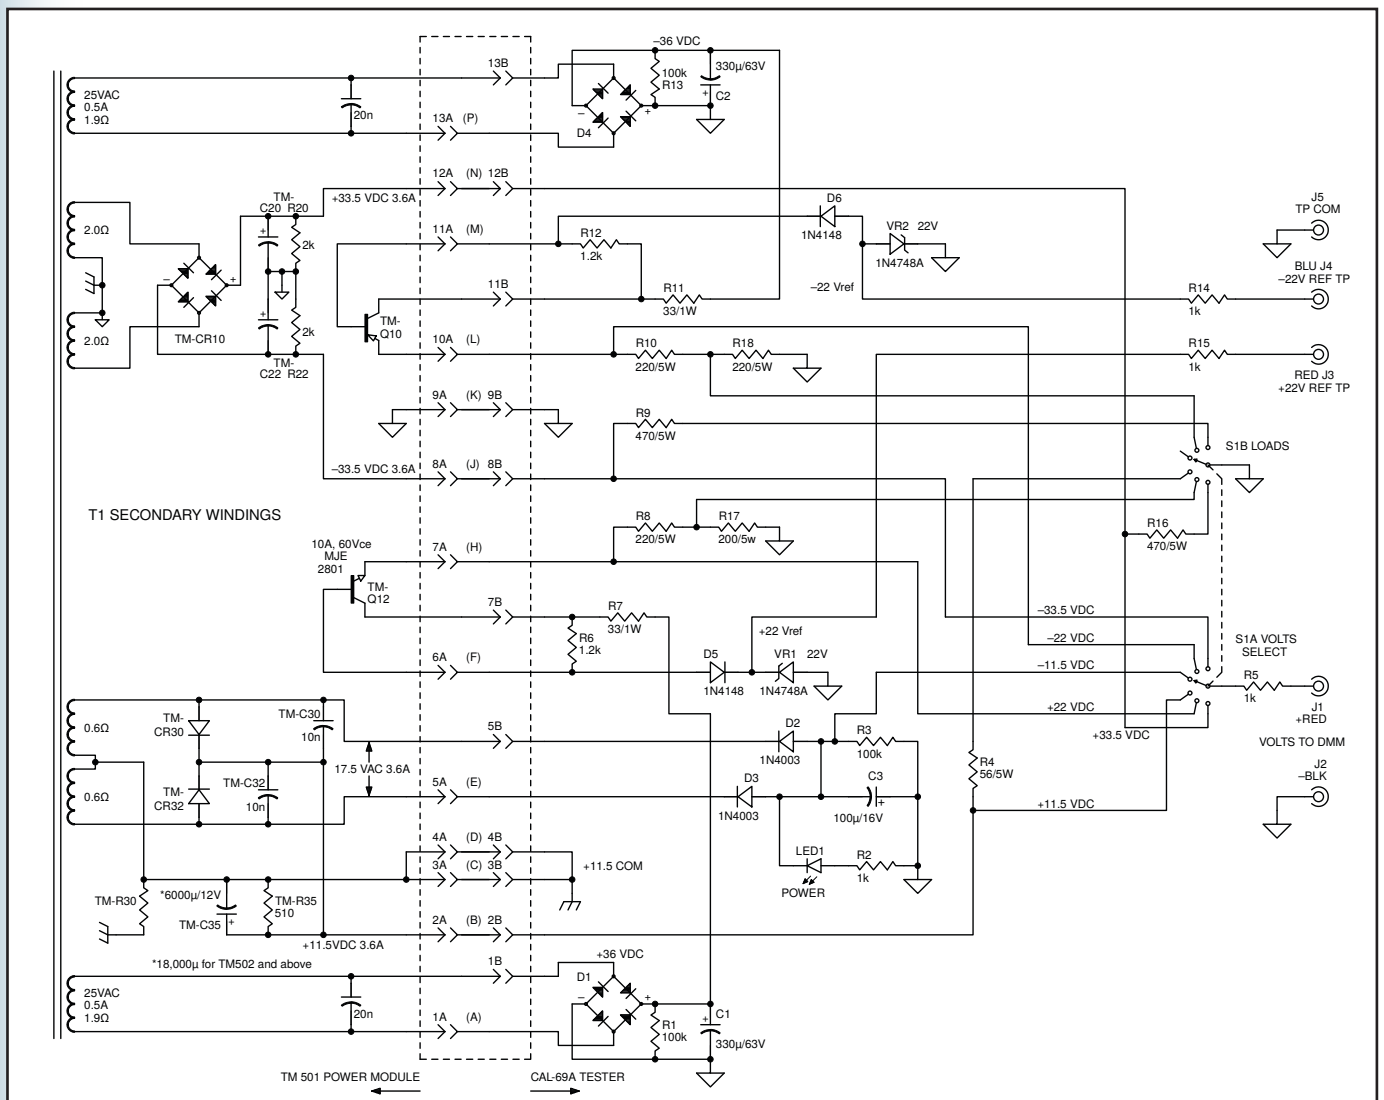 –36 VDC
13B
100k
R13
330µ/63V
C2
+
25VAC
0.5A
1.9Ω
20n
13A (P)
–
+
D4
12A (N) 12B
TM-
C20 R20
+33.5 VDC 3.6A
D6
1N4148
VR2 22V
1N4748A
J5
TP COM
2.0Ω
+
2k
11A (M)
R12
1.2k
–
+
BLU J4
–22V REF TP
11B
R11
33/1W
–22 Vref
R14
1k
+
2k
TM-CR10
TM-
Q10
2.0Ω
10A (L)
R10
220/5W
R18
220/5W
R15
1k
TM-
C22 R22
RED J3
+22V REF TP
9A (K) 9B
R9
470/5W
S1B LOADS
–33.5 VDC 3.6A
8A (J) 8B
T1 SECONDARY WINDINGS
R8
220/5W
R17
200/5w
R16
470/5W
10A, 60Vce
MJE
2801
7A (H)
TM-
Q12
7B
R7
33/1W
–33.5 VDC
+22 Vref
R6
1.2k
–22 VDC
S1A VOLTS
SELECT
6A (F)
D5
1N4148
VR1 22V
1N4748A
–11.5 VDC
R5
1k
J1
+RED
TM-C30
10n
+22 VDC
0.6Ω
TM-
CR30
5B
D2
1N4003
R3
100k
+33.5 VDC
VOLTS TO DMM
17.5 VAC 3.6A
J2
–BLK
R4
56/5W
0.6Ω
TM-
CR32
TM-C32
10n
5A (E)
D3
1N4003
C3
+
100µ/16V
+11.5 VDC
4A (D) 4B
3A (C) 3B
+11.5 COM
LED1
POWER
R2
1k
TM-R30
*6000µ/12V
TM-C35
+
TM-R35
510
2A (B) 2B
+11.5VDC 3.6A
*18,000µ for TM502 and above
1B
+36 VDC
25VAC
0.5A
1.9Ω
20n
D1
–
+
1A (A)
R1
100k
+
C1
330µ/63V
TM 501 POWER MODULE
CAL-69A TESTER